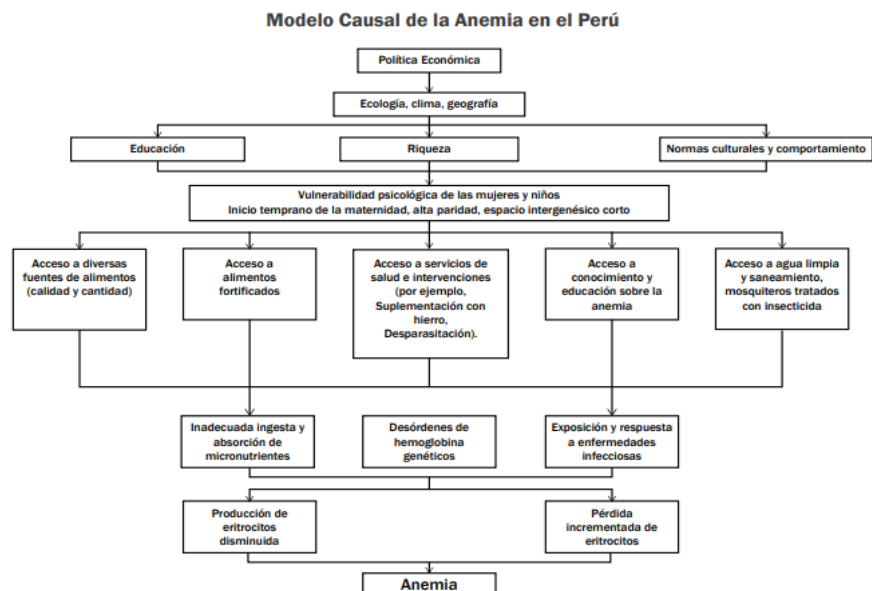 Modelo Causal de la Anemia en el Perú
Política Económica
Ecología, clima, geografía
Educación
Riqueza
Normas culturales y comportamiento
Vulnerabilidad psicológica de las mujeres y niños
Inicio temprano de la maternidad, alta paridad, espacio intergenésico corto
Acceso a diversas
fuentes de alimentos
(calidad y cantidad)
Acceso a
alimentos
fortificados
Acceso a servicios de
salud e intervenciones
(por ejemplo,
Suplementación con
hierro,
Desparasitación).
Acceso a
conocimiento y
educación sobre la
anemia
Acceso a agua limpia
y saneamiento,
mosquiteros tratados
con insecticida
Inadecuada ingesta y
absorción de
micronutrientes
Desórdenes de
hemoglobina
genéticos
Exposición y respuesta
a enfermedades
infecciosas
Producción de
eritrocitos
disminuida
Pérdida
incrementada de
eritrocitos
Anemia